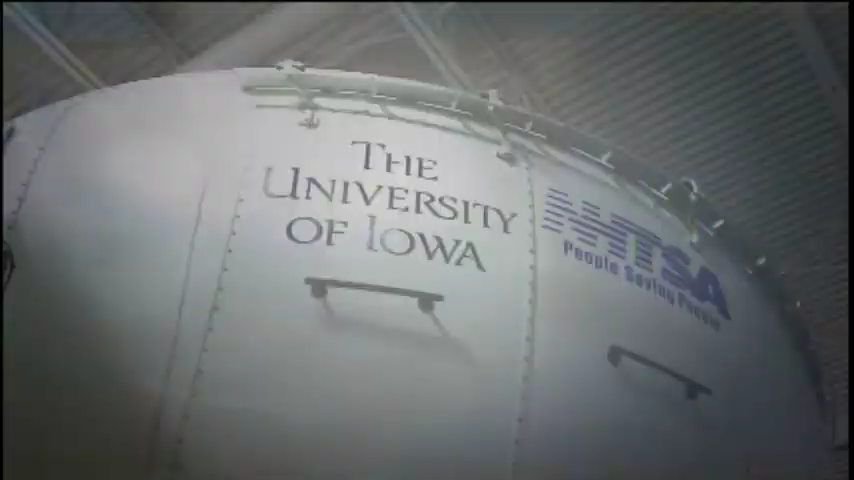 THE
UNIVERSITY
OF IOWA
NHTSA
People Saving People